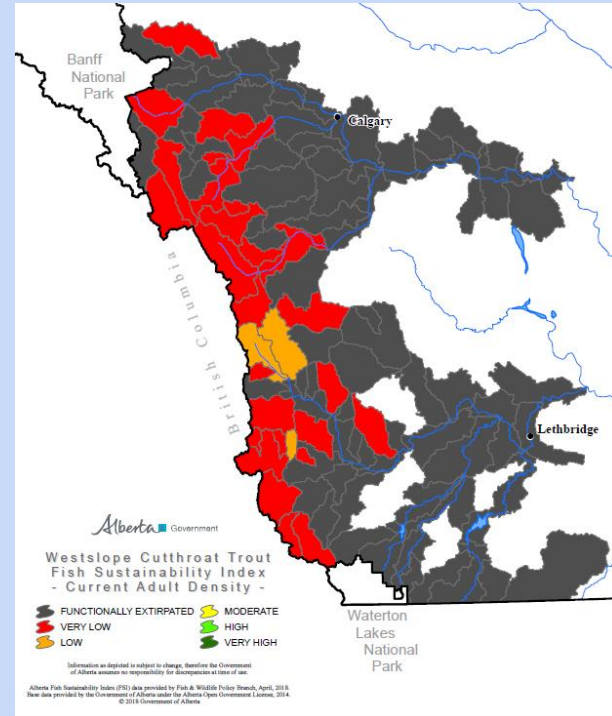 Banff
National
Park
Calgary
British Columbia
Lethbridge
Alberta Government
Westslope Cutthroat Trout
Fish Sustainability Index
- Current Adult Density -
FUNCTIONALLY EXTIRPATED
MODERATE
VERY LOW
HIGH
LOW
VERY HIGH
Waterton
Lakes
National
Park
Information as depicted is subject to change, therefore the Government
of Alberta assumes no responsibility for discrepancies at time of use.
Alberta Fish Sustainability Index (FSI) data provided by Fish & Wildlife Policy Branch, April, 2018.
Base data provided by the Government of Alberta under the Alberta Open Government License, 2014.
© 2018 Government of Alberta